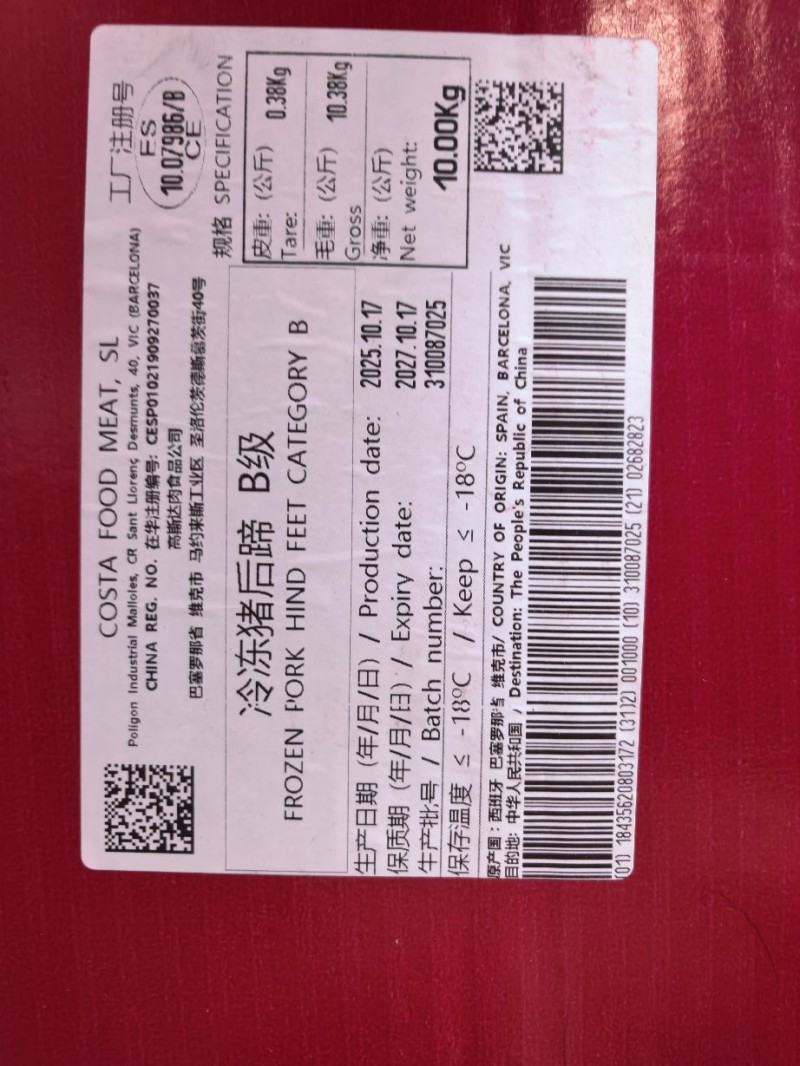 COSTA FOOD MEAT, SL
Polígon Industrial Malloles, CR Sant Llorenç Desmunts, 40, VIC (BARCELONA)
CHINA REG. NO. 在华注册编号: CESP01021909270037
高斯达肉食品公司
巴塞罗那省 维克市 马约来斯工业区 圣洛伦茨德斯慕茨街40号
工厂注册号
ES
10.07986/B
CE
冷冻猪后蹄 B级
FROZEN PORK HIND FEET CATEGORY B
规格 SPECIFICATION
皮重: (公斤) 0.38Kg
Tare:
毛重: (公斤) 10.38Kg
Gross
净重: (公斤)
Net weight:
10.00Kg
生产日期 (年/月/日) / Production date: 2025.10.17
保质期 (年/月/日) / Expiry date: 2027.10.17
生产批号 / Batch number: 310087025
保存温度 ≤ -18ºC / Keep ≤ -18ºC
原产国: 西班牙 巴塞罗那省 维克市/ COUNTRY OF ORIGIN: SPAIN, BARCELONA, VIC
目的地: 中华人民共和国 / Destination: The People's Republic of China
(01) 18435620803172 (31)2) 001000 (10) 310087025 (21) 02682823